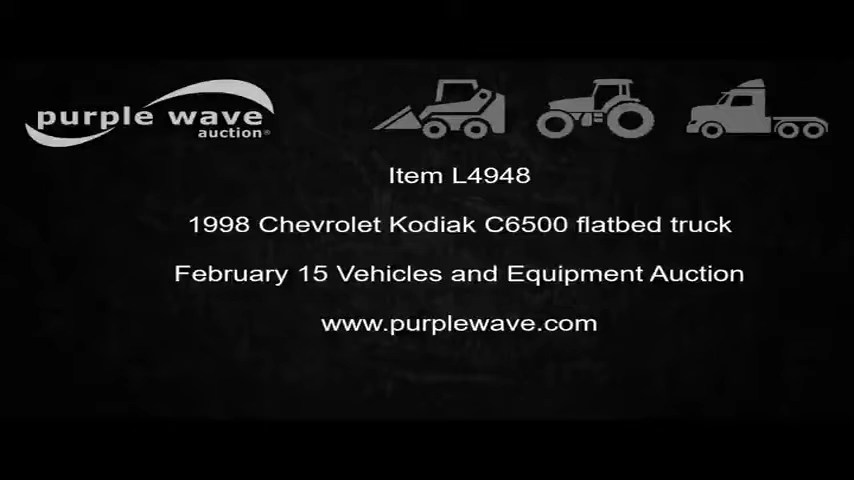 purple wave
auction®
Item L4948
1998 Chevrolet Kodiak C6500 flatbed truck
February 15 Vehicles and Equipment Auction
www.purplewave.com